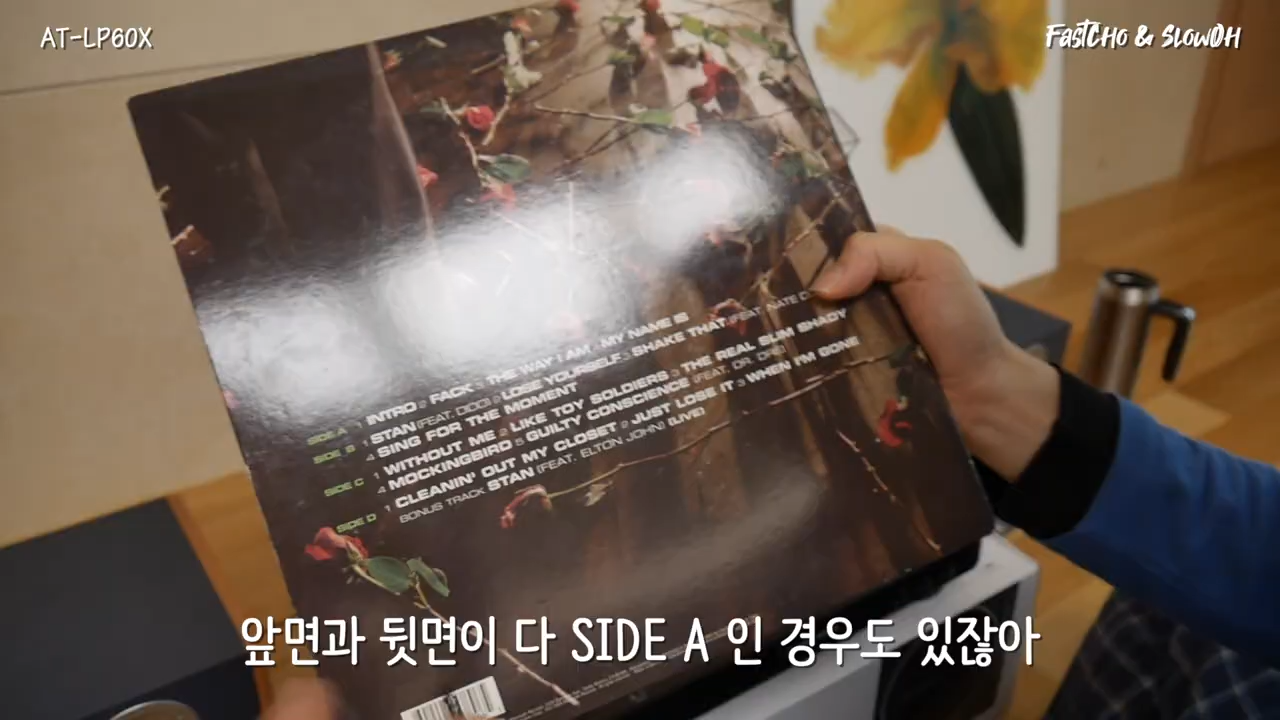 AT-LP60X
FASTCHO & SLOWOH
SIDE A 1 INTRO 2 FACK 3 THE WAY I AM 4 MY NAME IS
SIDE B 1 STAN (FEAT. DIDO) 2 LOSE YOURSELF 3 SHAKE THAT (FEAT. NATE
4 SING FOR THE MOMENT
SIDE C 1 WITHOUT ME 2 LIKE TOY SOLDIERS 3 THE REAL SLIM SHADY
4 MOCKINGBIRD 5 GUILTY CONSCIENCE (FEAT. DR. DRE)
SIDE D 1 CLEANIN' OUT MY CLOSET 2 JUST LOSE IT 3 WHEN I'M GONE
BONUS TRACK STAN (FEAT. ELTON JOHN) (LIVE)
앞면과 뒷면이 다 SIDE A 인 경우도 있잖아